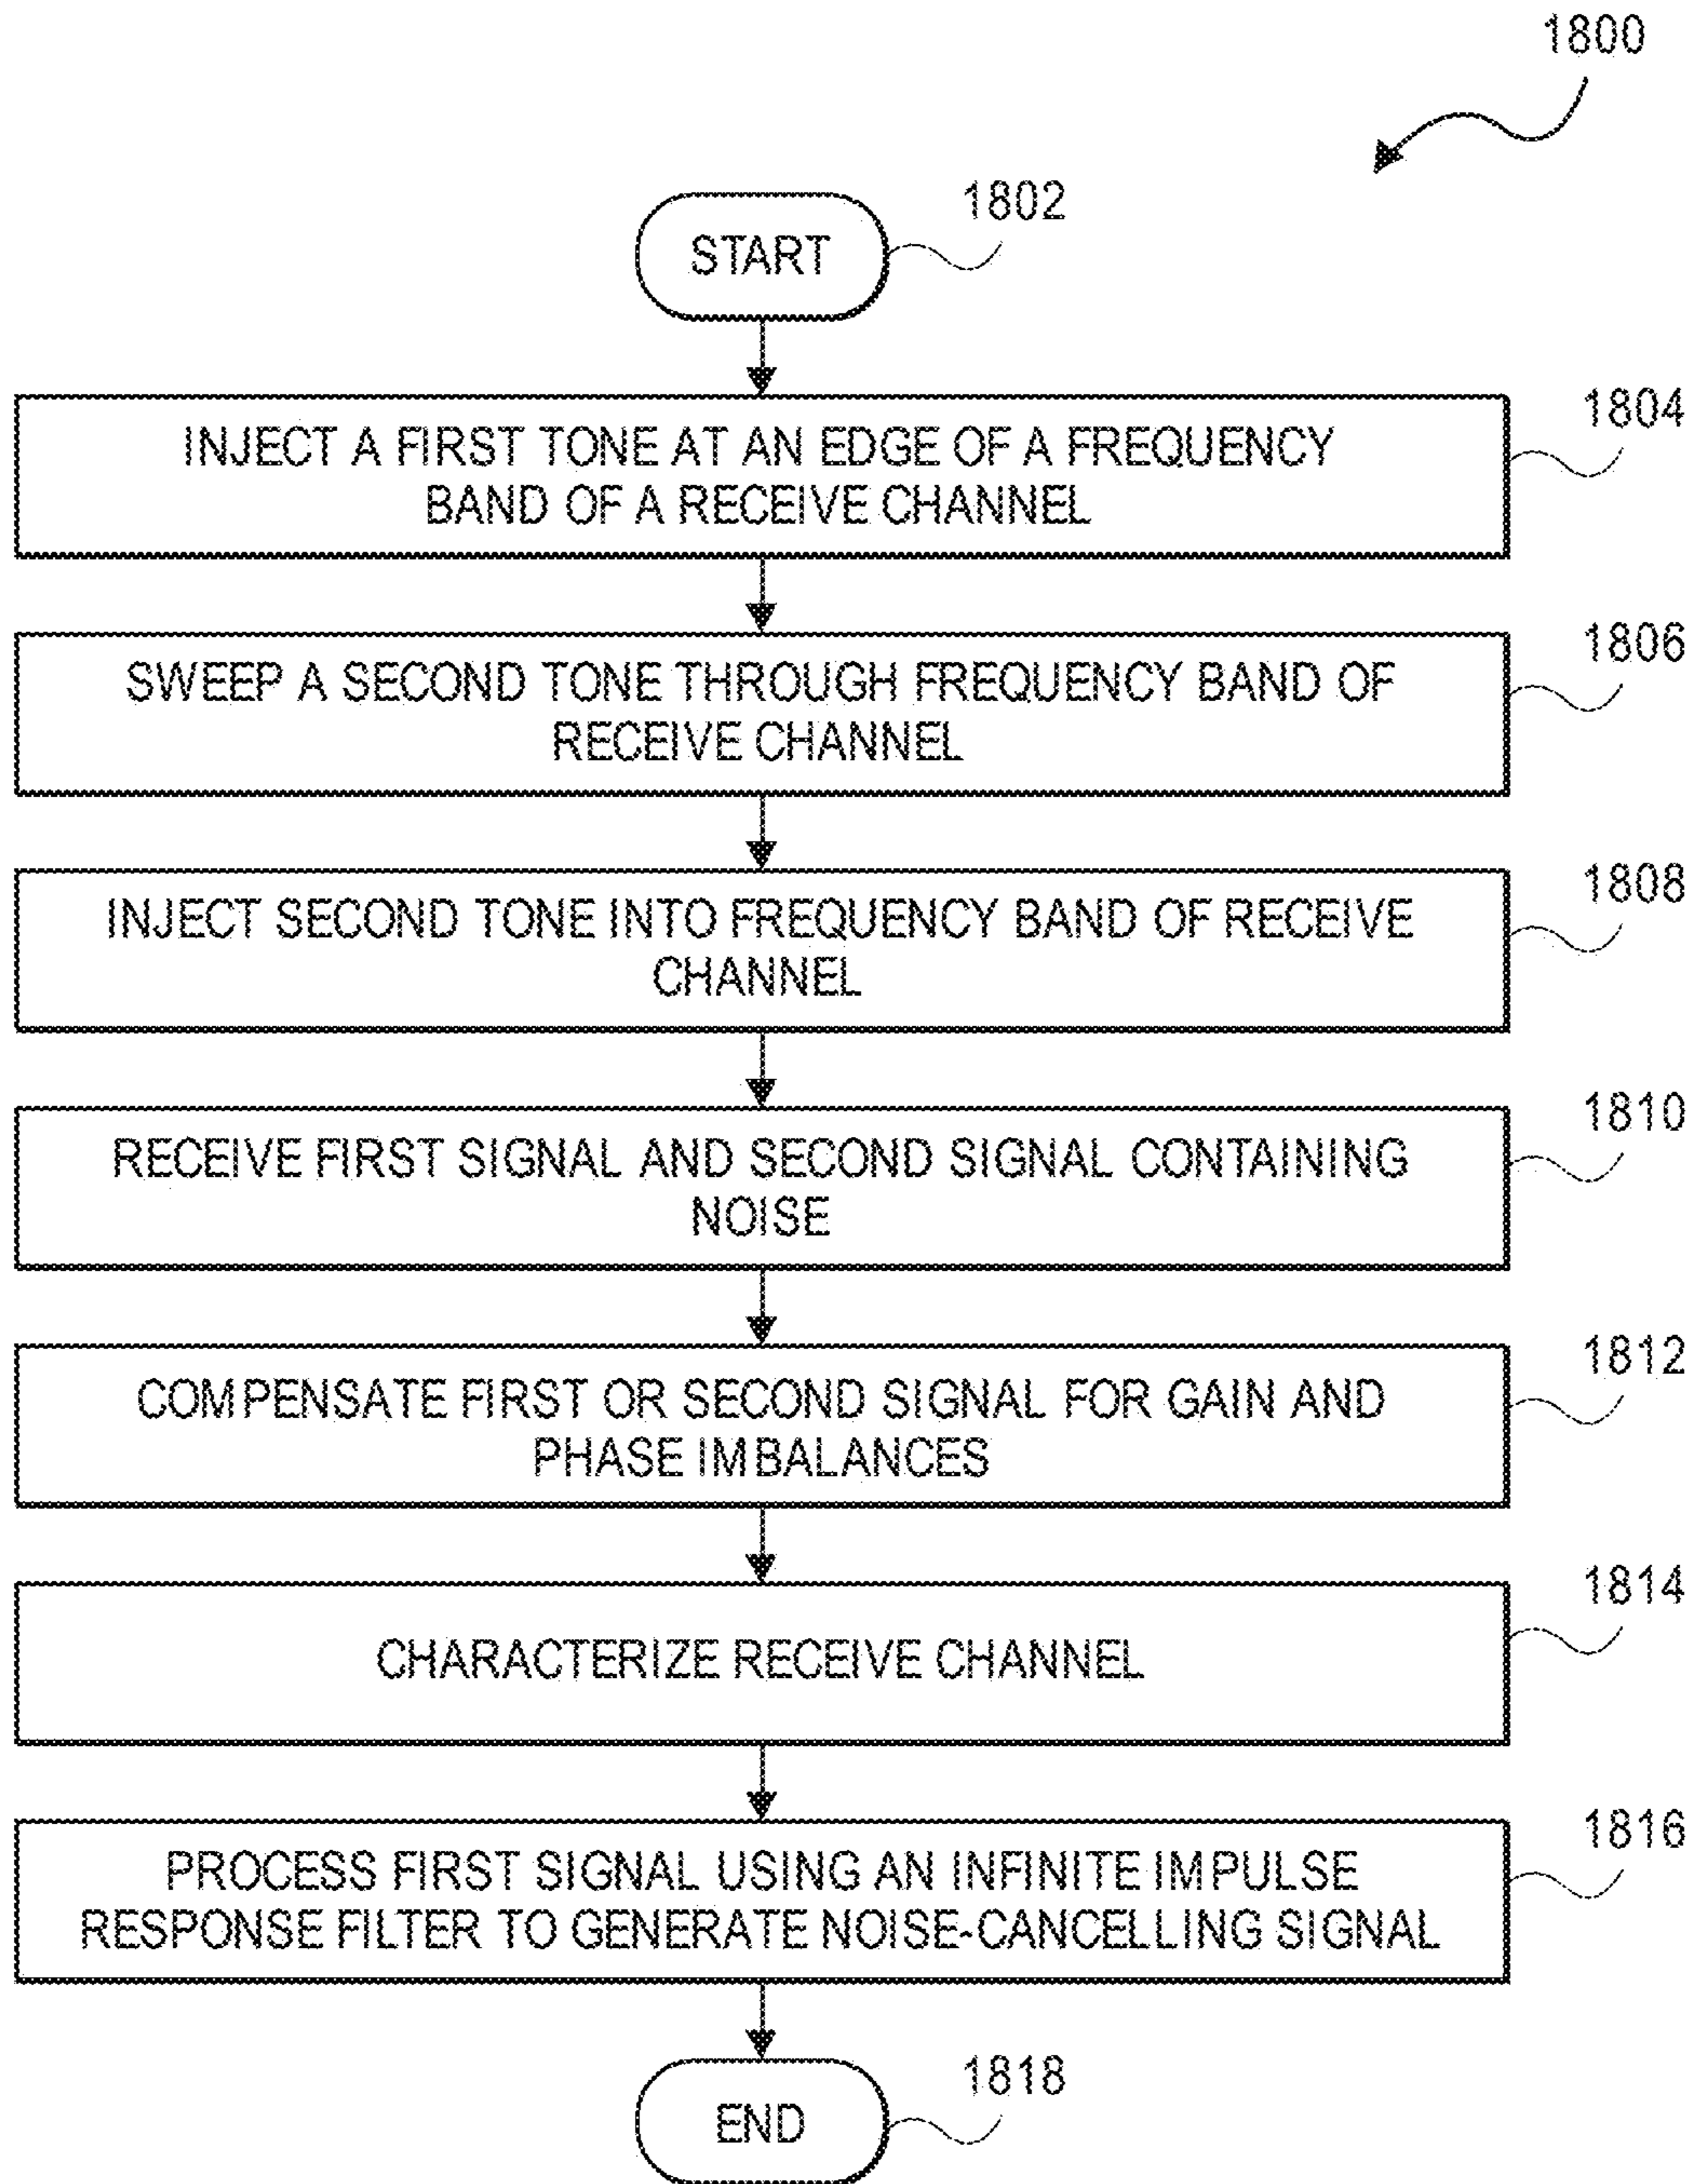 1800
START
1802
INJECT A FIRST TONE AT AN EDGE OF A FREQUENCY
BAND OF A RECEIVE CHANNEL
1804
SWEEP A SECOND TONE THROUGH FREQUENCY BAND OF
RECEIVE CHANNEL
1806
INJECT SECOND TONE INTO FREQUENCY BAND OF RECEIVE
CHANNEL
1808
RECEIVE FIRST SIGNAL AND SECOND SIGNAL CONTAINING
NOISE
1810
COMPENSATE FIRST OR SECOND SIGNAL FOR GAIN AND
PHASE IMBALANCES
1812
CHARACTERIZE RECEIVE CHANNEL
1814
PROCESS FIRST SIGNAL USING AN INFINITE IMPULSE
RESPONSE FILTER TO GENERATE NOISE-CANCELLING SIGNAL
1816
END
1818